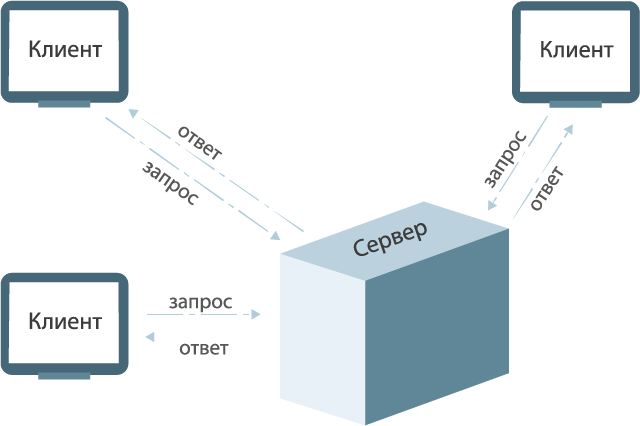 Клиент
Клиент
ответ
запрос
запрос
ответ
Сервер
Клиент
запрос
ответ